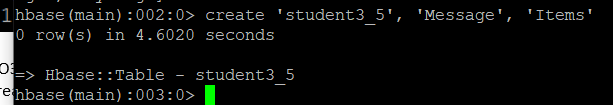 hbase(main):002:0> create 'student3_5', 'Message', 'Items'
0 row(s) in 4.6020 seconds
=> Hbase::Table - student3_5
hbase(main):003:0>